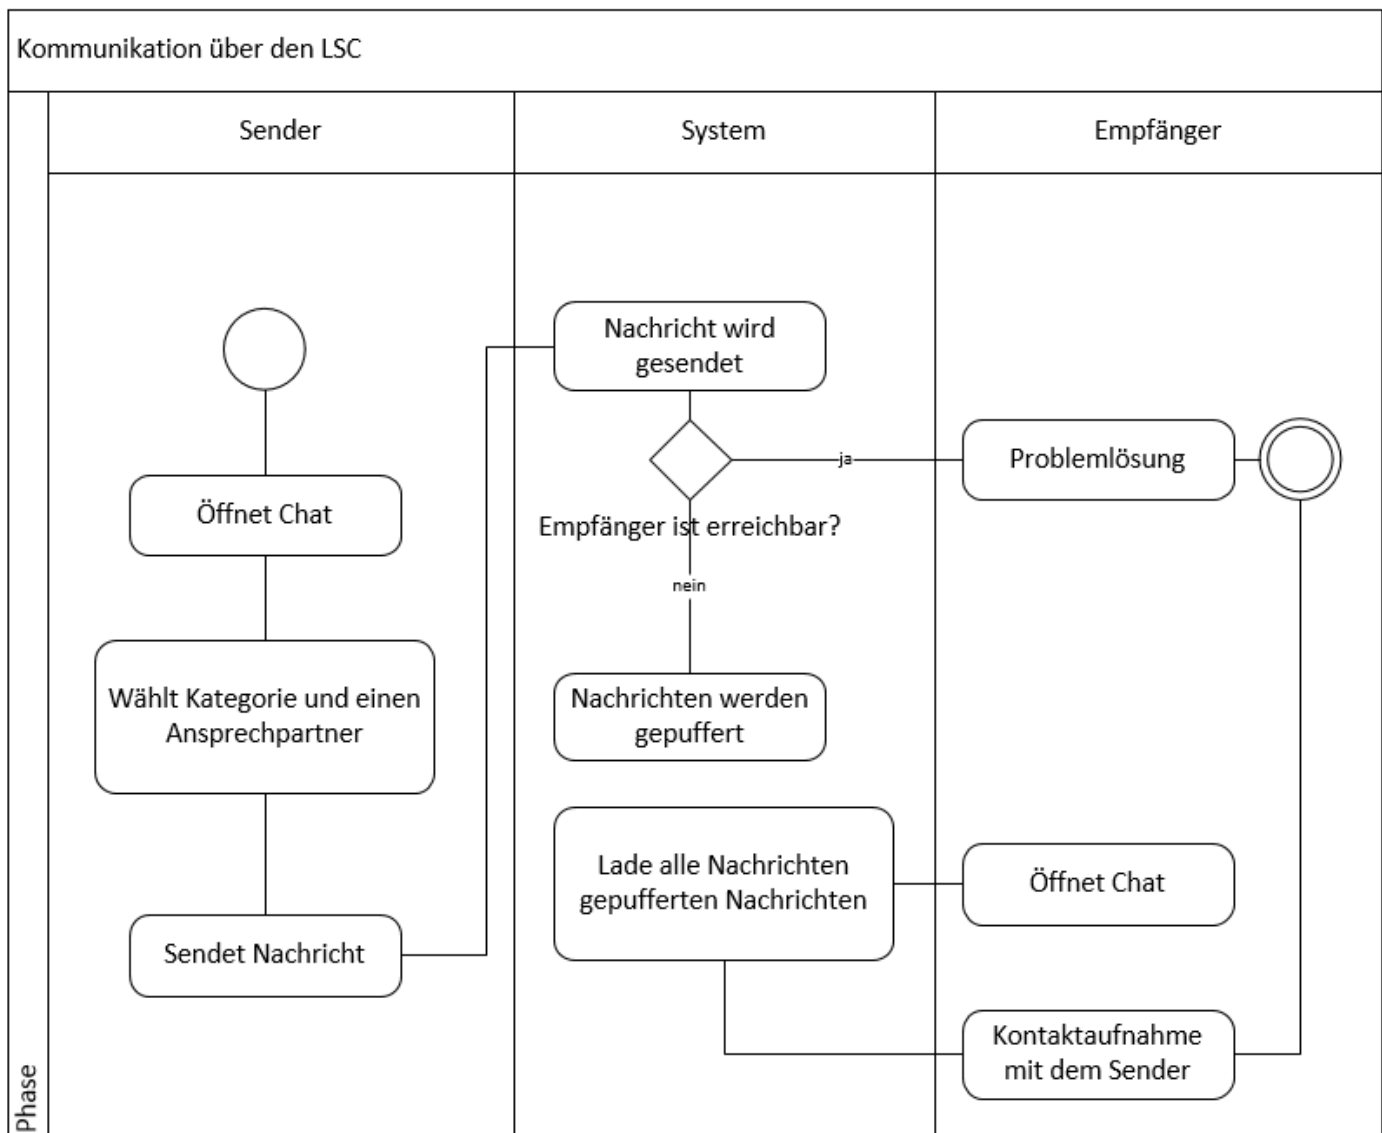 Kommunikation über den LSC
Sender
System
Empfänger
Nachricht wird
gesendet
ja
Problemlösung
Öffnet Chat
Empfänger ist erreichbar?
nein
Wählt Kategorie und einen
Ansprechpartner
Nachrichten werden
gepuffert
Lade alle Nachrichten
gepufferten Nachrichten
Öffnet Chat
Sendet Nachricht
Kontaktaufnahme
mit dem Sender
Phase